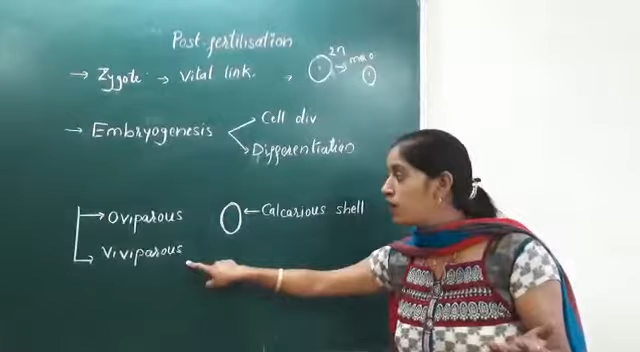 Post-fertilisation
→ Zygote → Vital link. → 2n →
→ Embryogenesis
Cell div
Differentiation
→ Oviparous ← Calcarious shell
→ Viviparous